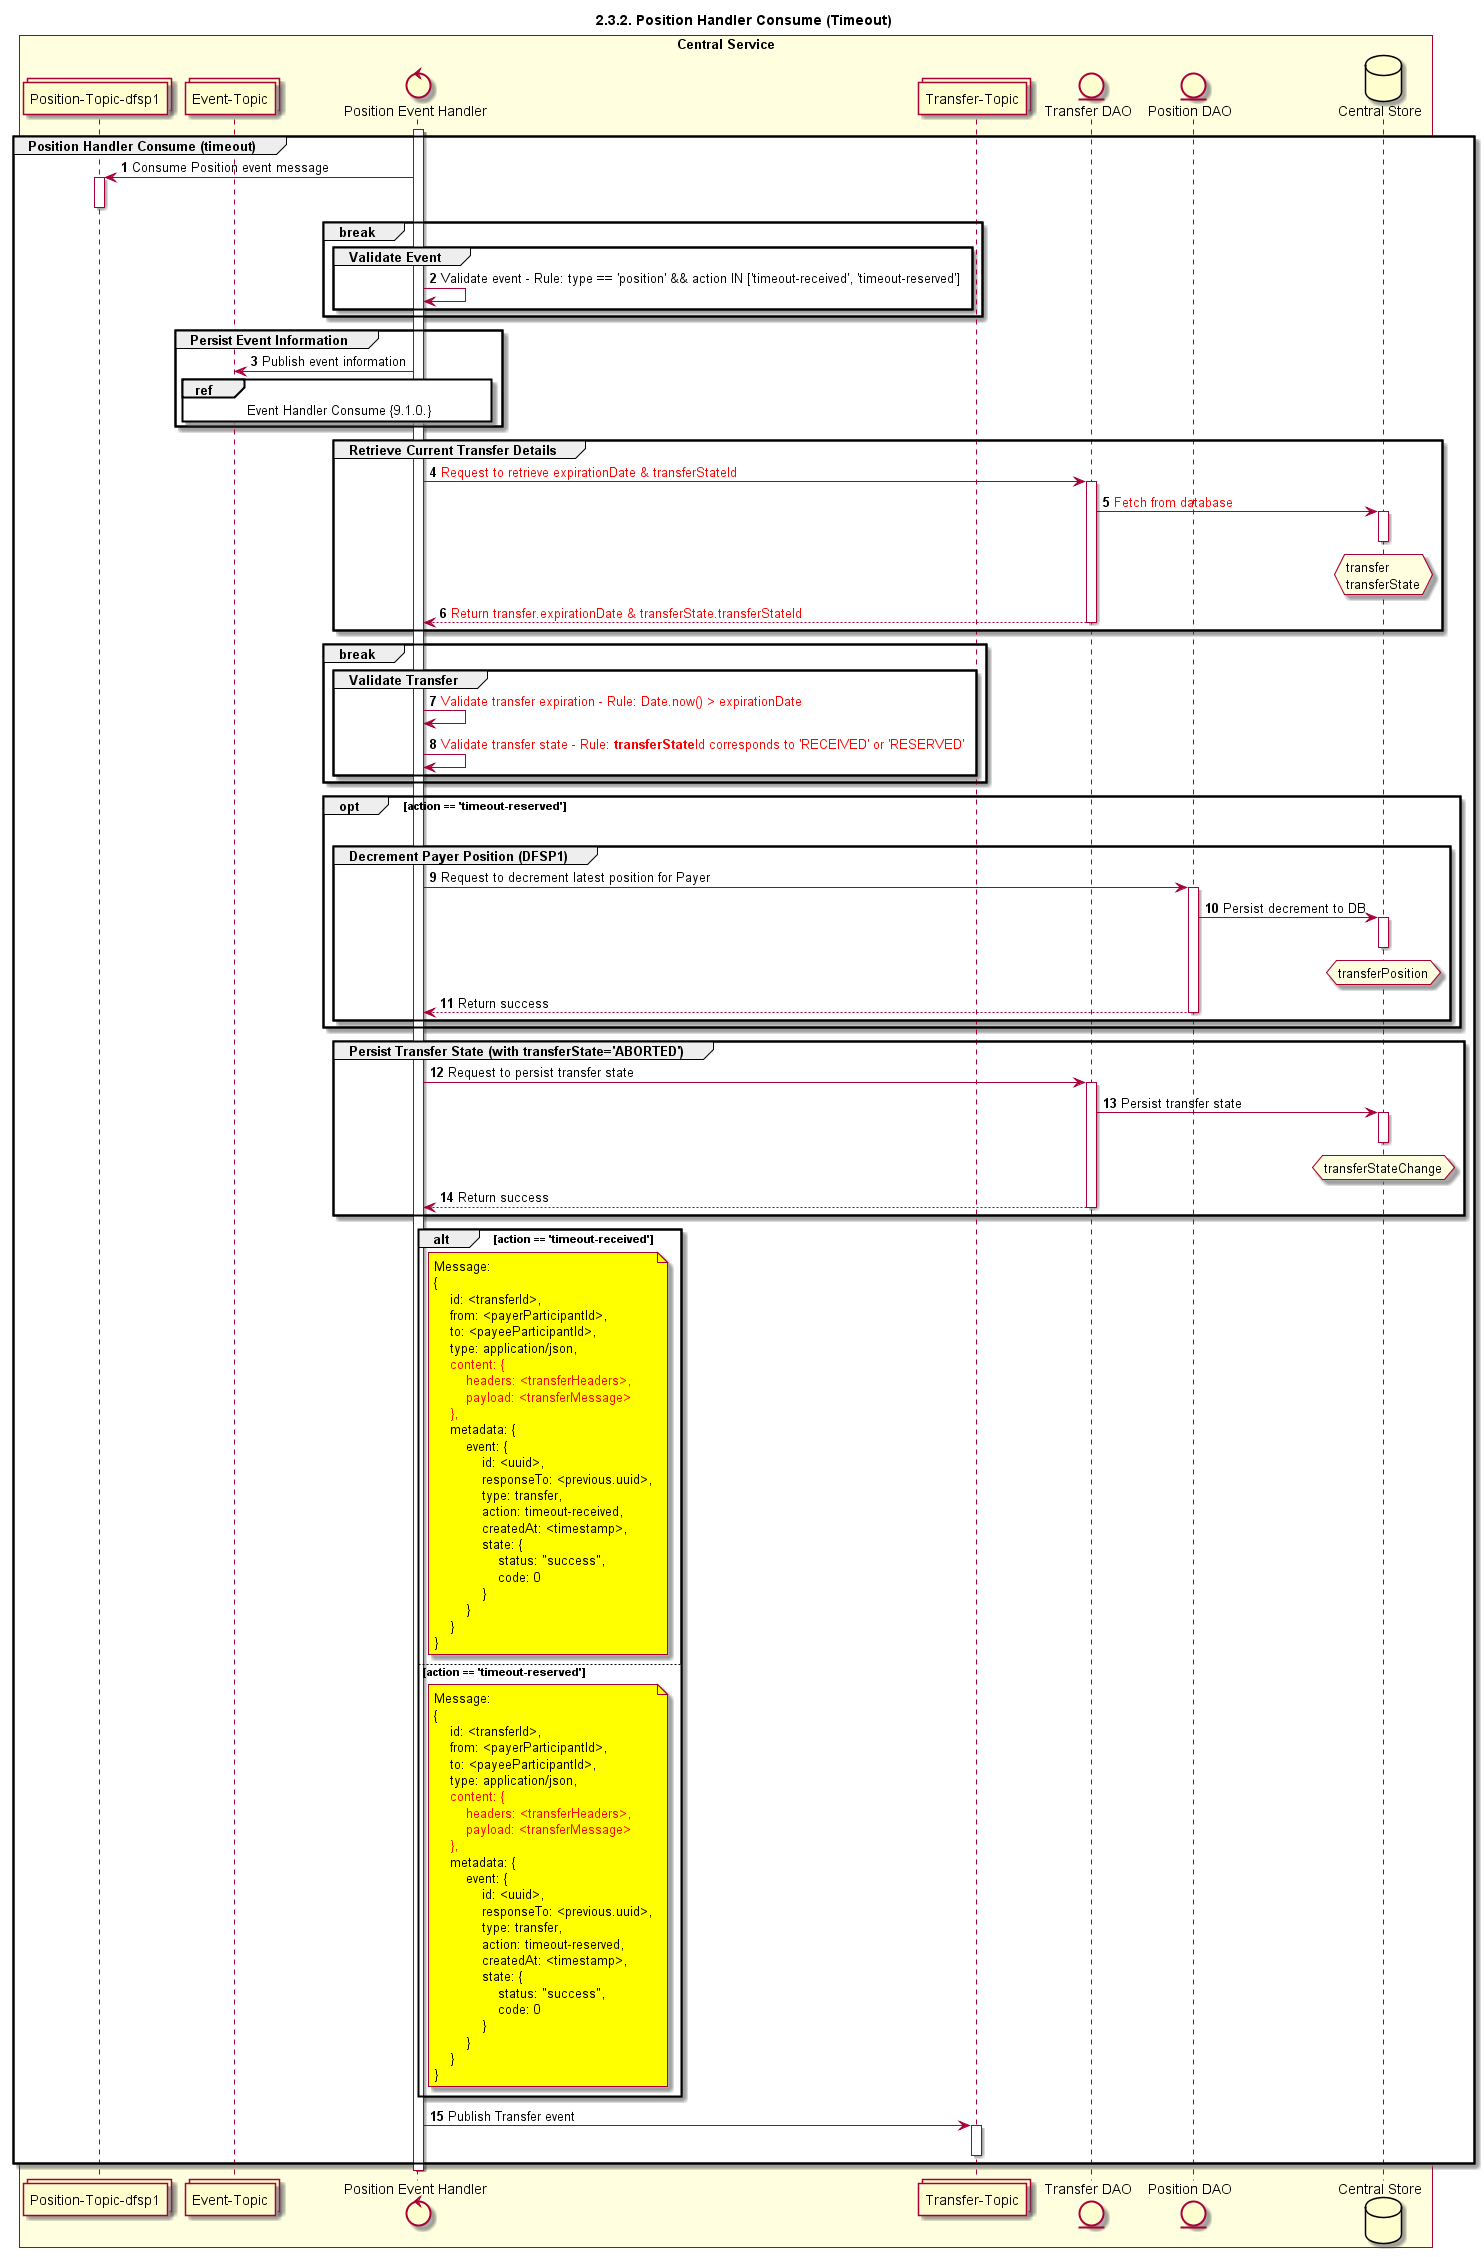 2.3.2. Position Handler Consume (Timeout)
Central Service
Position-Topic-dfsp1
Event-Topic
Position Event Handler
Transfer-Topic
Transfer DAO
Position DAO
Central Store
Position Handler Consume (timeout)
1 Consume Position event message
break
Validate Event
2 Validate event - Rule: type == 'position' && action IN ['timeout-received', 'timeout-reserved']
Persist Event Information
3 Publish event information
ref
Event Handler Consume {9.1.0.}
Retrieve Current Transfer Details
4 Request to retrieve expirationDate & transferStateId
5 Fetch from database
transfer
transferState
6 Return transfer.expirationDate & transferState.transferStateId
break
Validate Transfer
7 Validate transfer expiration - Rule: Date.now() > expirationDate
8 Validate transfer state - Rule: transferStateId corresponds to 'RECEIVED' or 'RESERVED'
opt [action == 'timeout-reserved']
Decrement Payer Position (DFSP1)
9 Request to decrement latest position for Payer
10 Persist decrement to DB
transferPosition
11 Return success
Persist Transfer State (with transferState='ABORTED')
12 Request to persist transfer state
13 Persist transfer state
transferStateChange
14 Return success
alt [action == 'timeout-received']
Message:
{
id: <transferId>,
from: <payerParticipantId>,
to: <payeeParticipantId>,
type: application/json,
content: {
headers: <transferHeaders>,
payload: <transferMessage>
},
metadata: {
event: {
id: <uuid>,
responseTo: <previous.uuid>,
type: transfer,
action: timeout-received,
createdAt: <timestamp>,
state: {
status: "success",
code: 0
}
}
}
}
[action == 'timeout-reserved']
Message:
{
id: <transferId>,
from: <payerParticipantId>,
to: <payeeParticipantId>,
type: application/json,
content: {
headers: <transferHeaders>,
payload: <transferMessage>
},
metadata: {
event: {
id: <uuid>,
responseTo: <previous.uuid>,
type: transfer,
action: timeout-reserved,
createdAt: <timestamp>,
state: {
status: "success",
code: 0
}
}
}
}
15 Publish Transfer event
Position-Topic-dfsp1
Event-Topic
Position Event Handler
Transfer-Topic
Transfer DAO
Position DAO
Central Store